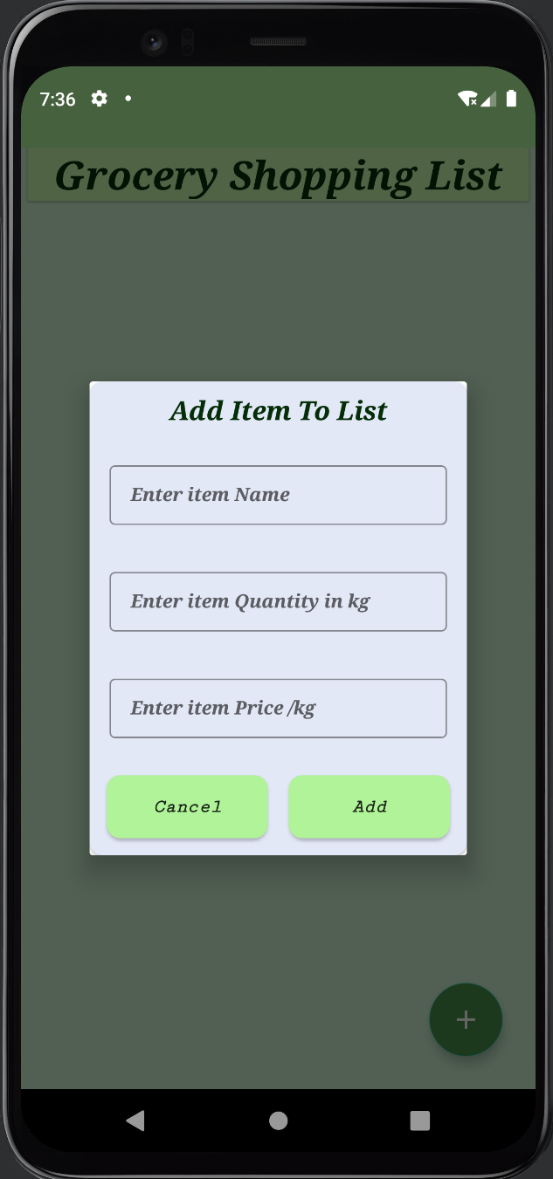 7:36
Grocery Shopping List
Add Item To List
Enter item Name
Enter item Quantity in kg
Enter item Price /kg
Cancel Add
+